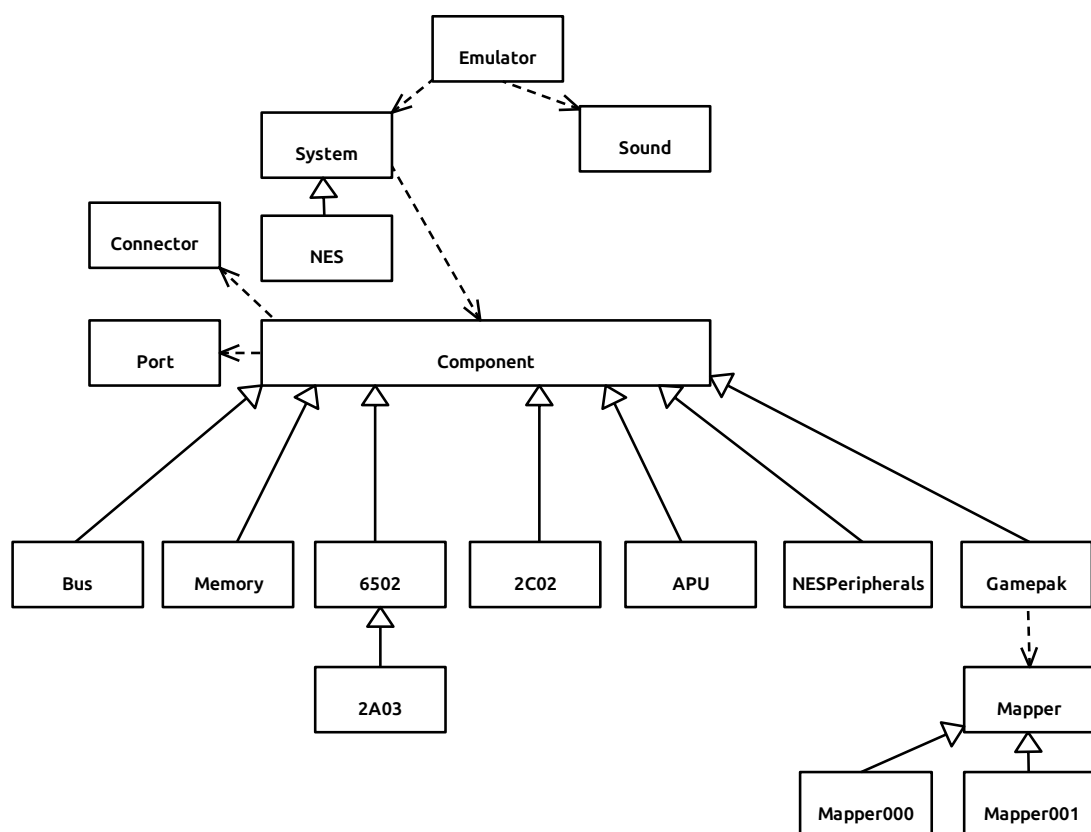 Emulator
System
Sound
Connector
NES
Port
Component
Bus
Memory
6502
2C02
APU
NESPeripherals
Gamepak
2A03
Mapper
Mapper000
Mapper001